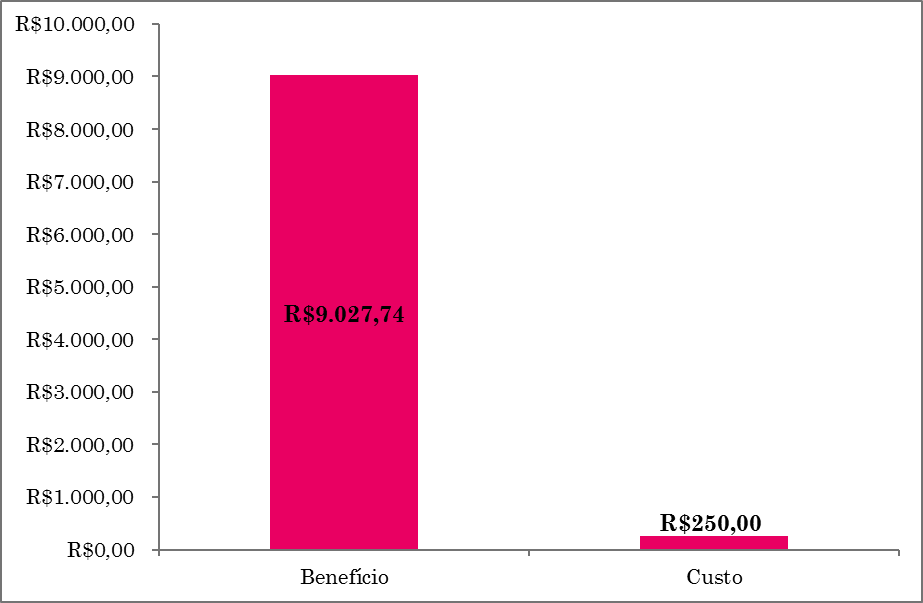 R$10.000,00
R$9.000,00
R$8.000,00
R$7.000,00
R$6.000,00
R$5.000,00
R$4.000,00
R$3.000,00
R$2.000,00
R$1.000,00
R$0,00
R$9.027,74
R$250,00
Benefício
Custo